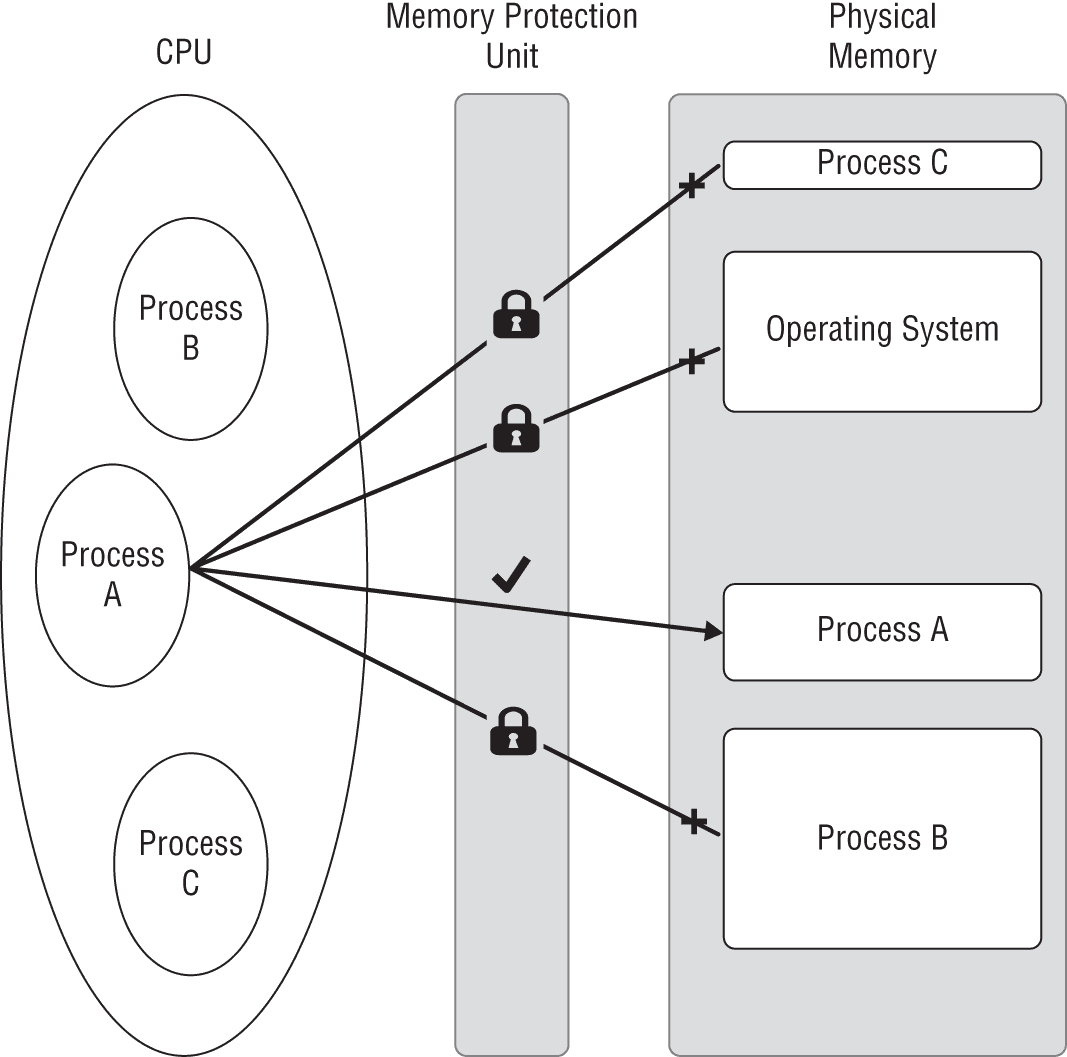 CPU
Memory Protection
Unit
Physical
Memory
Process
B
Process
A
Process
C
Process C
Operating System
Process A
Process B